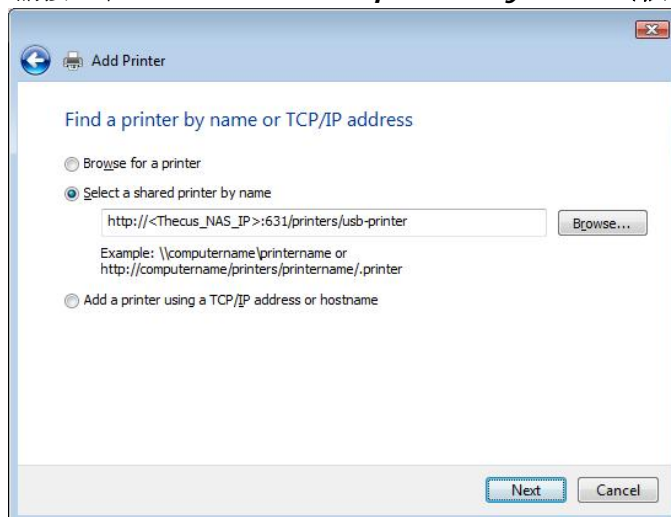 Add Printer
Find a printer by name or TCP/IP address
Browse for a printer
Select a shared printer by name
http://<Thecus_NAS_IP>:631/printers/usb-printer
Browse...
Example: \\computername\printername or
http://computername/printers/printername/.printer
Add a printer using a TCP/IP address or hostname
Next
Cancel